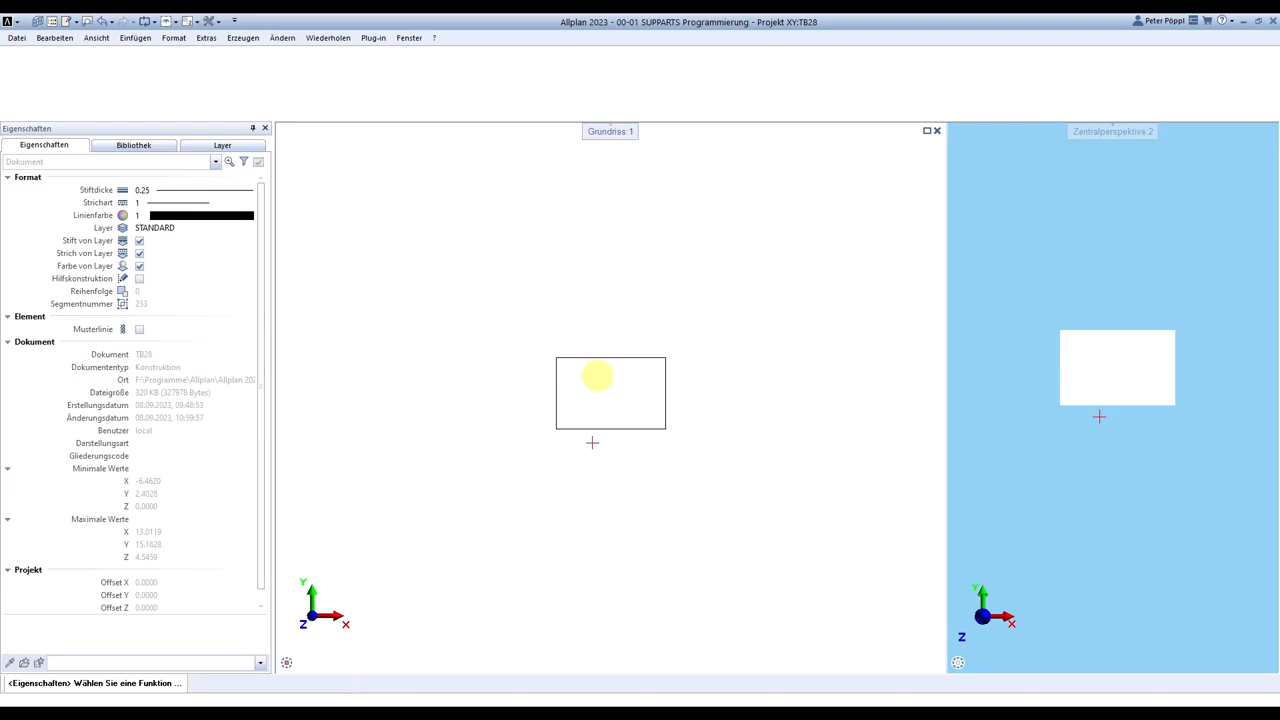 Allplan 2023 - 00-01 SUPPARTS Programmierung - Projekt XY:TB28
Peter Pöppl
Datei Bearbeiten Ansicht Einfügen Format Extras Erzeugen Ändern Wiederholen Plug-in Fenster ?
Eigenschaften
Grundriss:1
Zentralperspektive:2
Eigenschaften Bibliothek Layer
Dokument
Format
Stiftdicke 0.25
Strichart 1
Linienfarbe 1
Layer STANDARD
Stift von Layer
Strich von Layer
Farbe von Layer
Hilfskonstruktion
Reihenfolge 0
Segmentnummer 233
Element
Musterlinie
Dokument
Dokument TB28
Dokumententyp Konstruktion
Ort F:\Programme\Allplan\Allplan 202
Dateigröße 320 KB (327978 Bytes)
Erstellungsdatum 08.09.2023, 09:48:53
Änderungsdatum 08.09.2023, 10:59:57
Benutzer local
Darstellungsart
Gliederungscode
Minimale Werte
X -6.4620
Y 2.4028
Z 0.0000
Maximale Werte
X 13.0119
Y 15.1628
Z 4.5459
Projekt
Offset X 0.0000
Offset Y 0.0000
Offset Z 0.0000
Y
Z
X
Y
Z
X
<Eigenschaften> Wählen Sie eine Funktion ...